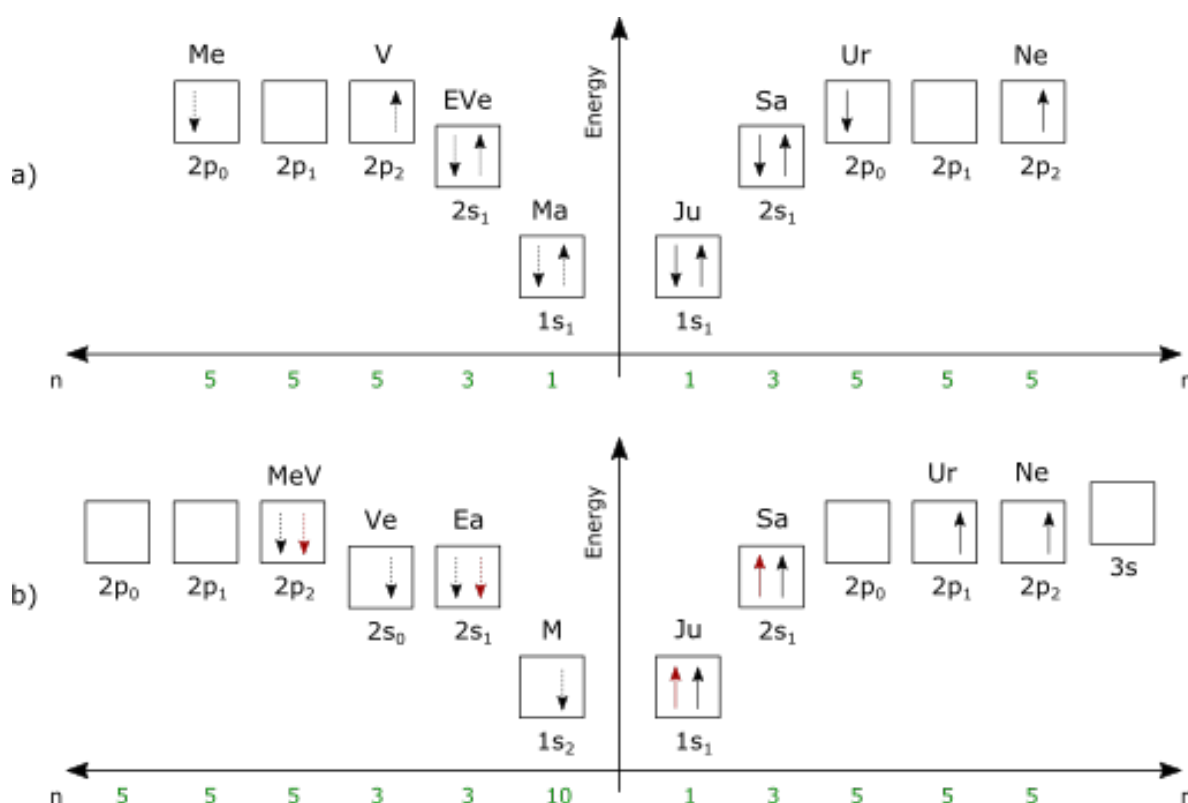 Me V Ur Ne
EVe Sa
2p₀ 2p₁ 2p₂ 2p₀ 2p₁ 2p₂
a)
2s₁ 2s₁
Ma Ju
1s₁ 1s₁
Energy
n 5 5 5 3 1 1 3 5 5 5
MeV Ur Ne
Ve Ea Sa
3s
2p₀ 2p₁ 2p₂ 2p₀ 2p₁ 2p₂
b)
2s₀ 2s₁ 2s₁
M Ju
1s₂ 1s₁
Energy
n 5 5 5 3 3 10 1 3 5 5 5